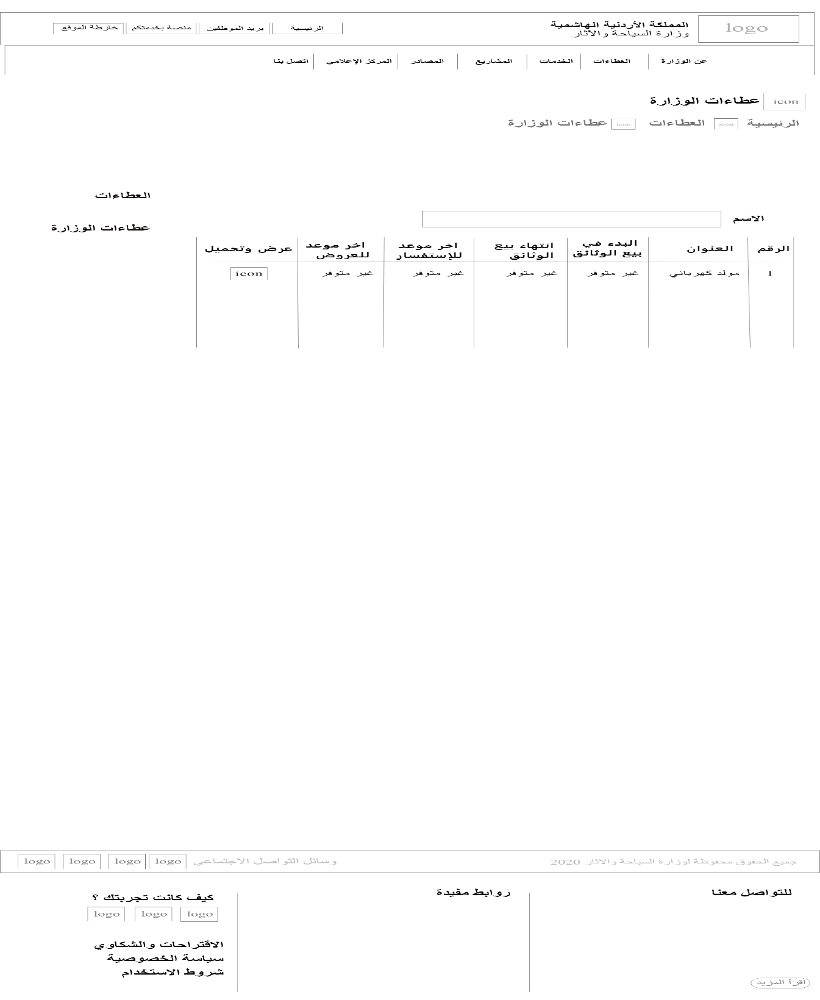 logo
المملكة الأردنية الهاشمية
وزارة السياحة والآثار
الرئيسية
بريد الموظفين
منصة بخدمتكم
خارطة الموقع
عن الوزارة
العطاءات
الخدمات
المشاريع
المصادر
المركز الإعلامي
اتصل بنا
icon عطاءات الوزارة
الرئيسية icon العطاءات icon عطاءات الوزارة
العطاءات
عطاءات الوزارة
الاسم
الرقم
العنوان
البدء في
بيع الوثائق
انتهاء بيع
الوثائق
اخر موعد
للإستفسار
اخر موعد
للعروض
عرض وتحميل
1 مولد كهربائي غير متوفر غير متوفر غير متوفر غير متوفر icon
جميع الحقوق محفوظة لوزارة السياحة والاثار 2020
وسائل التواصل الاجتماعي logo logo logo logo
للتواصل معنا
اقرأ المزيد
روابط مفيدة
كيف كانت تجربتك ؟
logo logo logo
الاقتراحات والشكاوي
سياسة الخصوصية
شروط الاستخدام